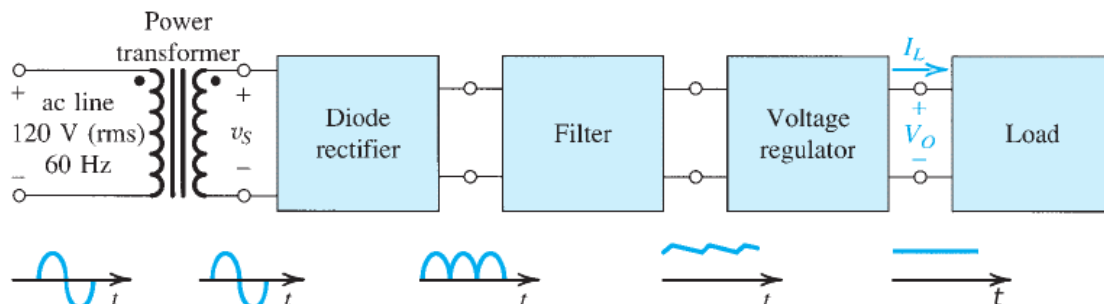 Power
transformer
+
ac line
120 V (rms)
60 Hz
−
+
vS
−
Diode
rectifier
Filter
Voltage
regulator
IL
+
VO
−
Load
t
t
t
t
t